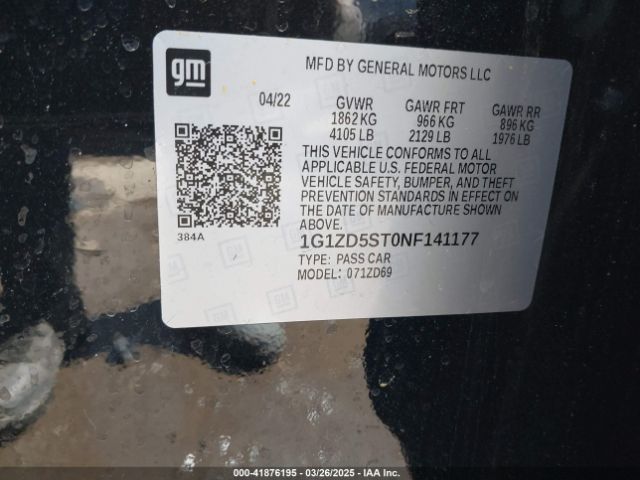 gm
MFD BY GENERAL MOTORS LLC
04/22
GVWR
1862 KG
4105 LB
GAWR FRT
966 KG
2129 LB
GAWR RR
896 KG
1976 LB
THIS VEHICLE CONFORMS TO ALL
APPLICABLE U.S. FEDERAL MOTOR
VEHICLE SAFETY, BUMPER, AND THEFT
PREVENTION STANDARDS IN EFFECT ON
THE DATE OF MANUFACTURE SHOWN
ABOVE.
384A
1G1ZD5ST0NF141177
TYPE: PASS CAR
MODEL: 071ZD69
000-41876195 - 03/26/2025 - IAA Inc.